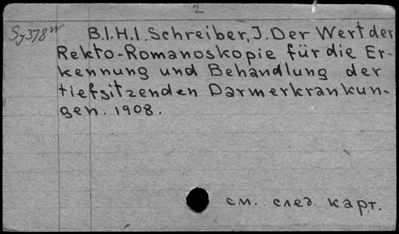 2
Sy378"
B.I.H.I. Schreiber, J. Der Wert der
Rekto-Romanoskopie für die Er-
kennung und Behandlung der
tiefsitzenden Darmerkrankun-
gen. 1908.
см. след. карт.